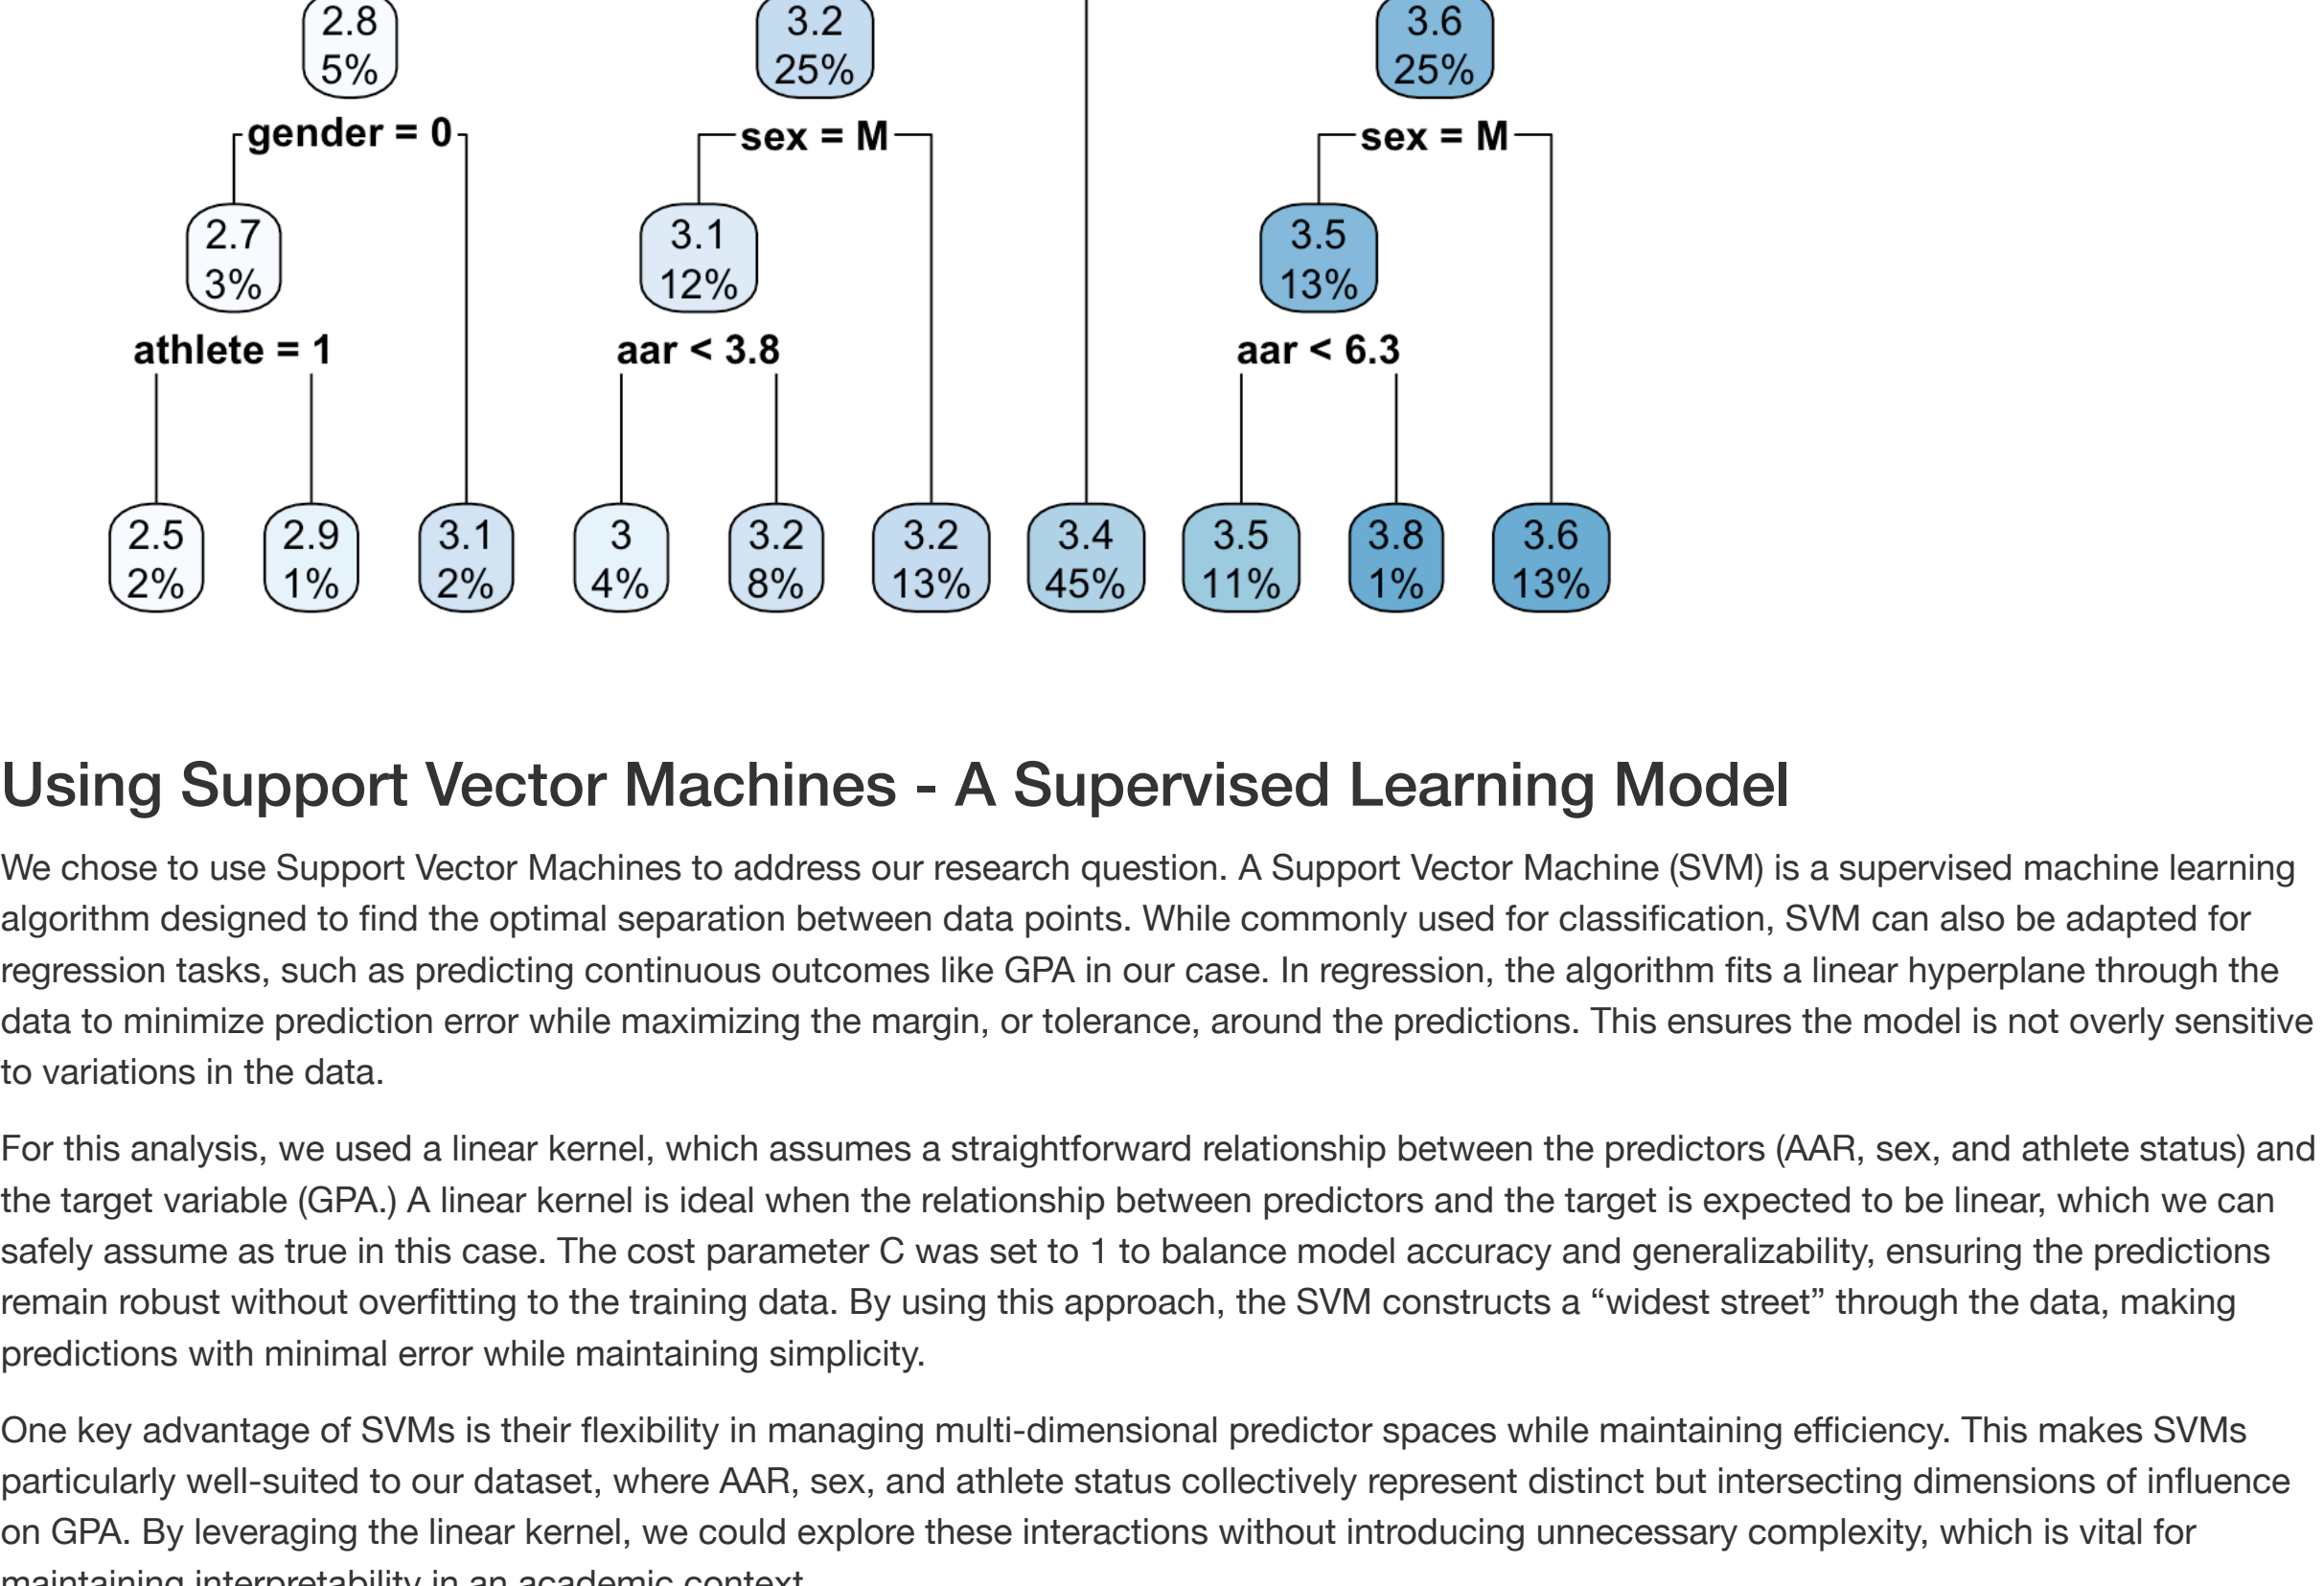 2.8 3.2 3.6
5% 25% 25%
gender = 0 sex = M sex = M
2.7 3.1 3.5
3% 12% 13%
athlete = 1 aar < 3.8 aar < 6.3
2.5 2.9 3.1 3 3.2 3.2 3.4 3.5 3.8 3.6
2% 1% 2% 4% 8% 13% 45% 11% 1% 13%
Using Support Vector Machines - A Supervised Learning Model
We chose to use Support Vector Machines to address our research question. A Support Vector Machine (SVM) is a supervised machine learning
algorithm designed to find the optimal separation between data points. While commonly used for classification, SVM can also be adapted for
regression tasks, such as predicting continuous outcomes like GPA in our case. In regression, the algorithm fits a linear hyperplane through the
data to minimize prediction error while maximizing the margin, or tolerance, around the predictions. This ensures the model is not overly sensitive
to variations in the data.
For this analysis, we used a linear kernel, which assumes a straightforward relationship between the predictors (AAR, sex, and athlete status) and
the target variable (GPA.) A linear kernel is ideal when the relationship between predictors and the target is expected to be linear, which we can
safely assume as true in this case. The cost parameter C was set to 1 to balance model accuracy and generalizability, ensuring the predictions
remain robust without overfitting to the training data. By using this approach, the SVM constructs a “widest street” through the data, making
predictions with minimal error while maintaining simplicity.
One key advantage of SVMs is their flexibility in managing multi-dimensional predictor spaces while maintaining efficiency. This makes SVMs
particularly well-suited to our dataset, where AAR, sex, and athlete status collectively represent distinct but intersecting dimensions of influence
on GPA. By leveraging the linear kernel, we could explore these interactions without introducing unnecessary complexity, which is vital for
maintaining interpretability in an academic context.